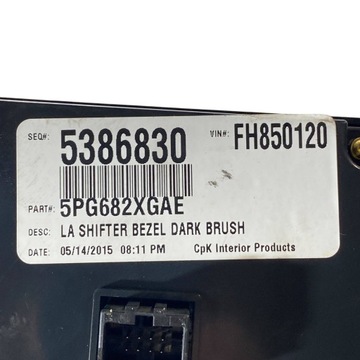 SEQ#: 5386830 VIN#: FH850120
PART#: 5PG682XGAE
DESC: LA SHIFTER BEZEL DARK BRUSH
DATE: 05/14/2015 08:11 PM CpK Interior Products